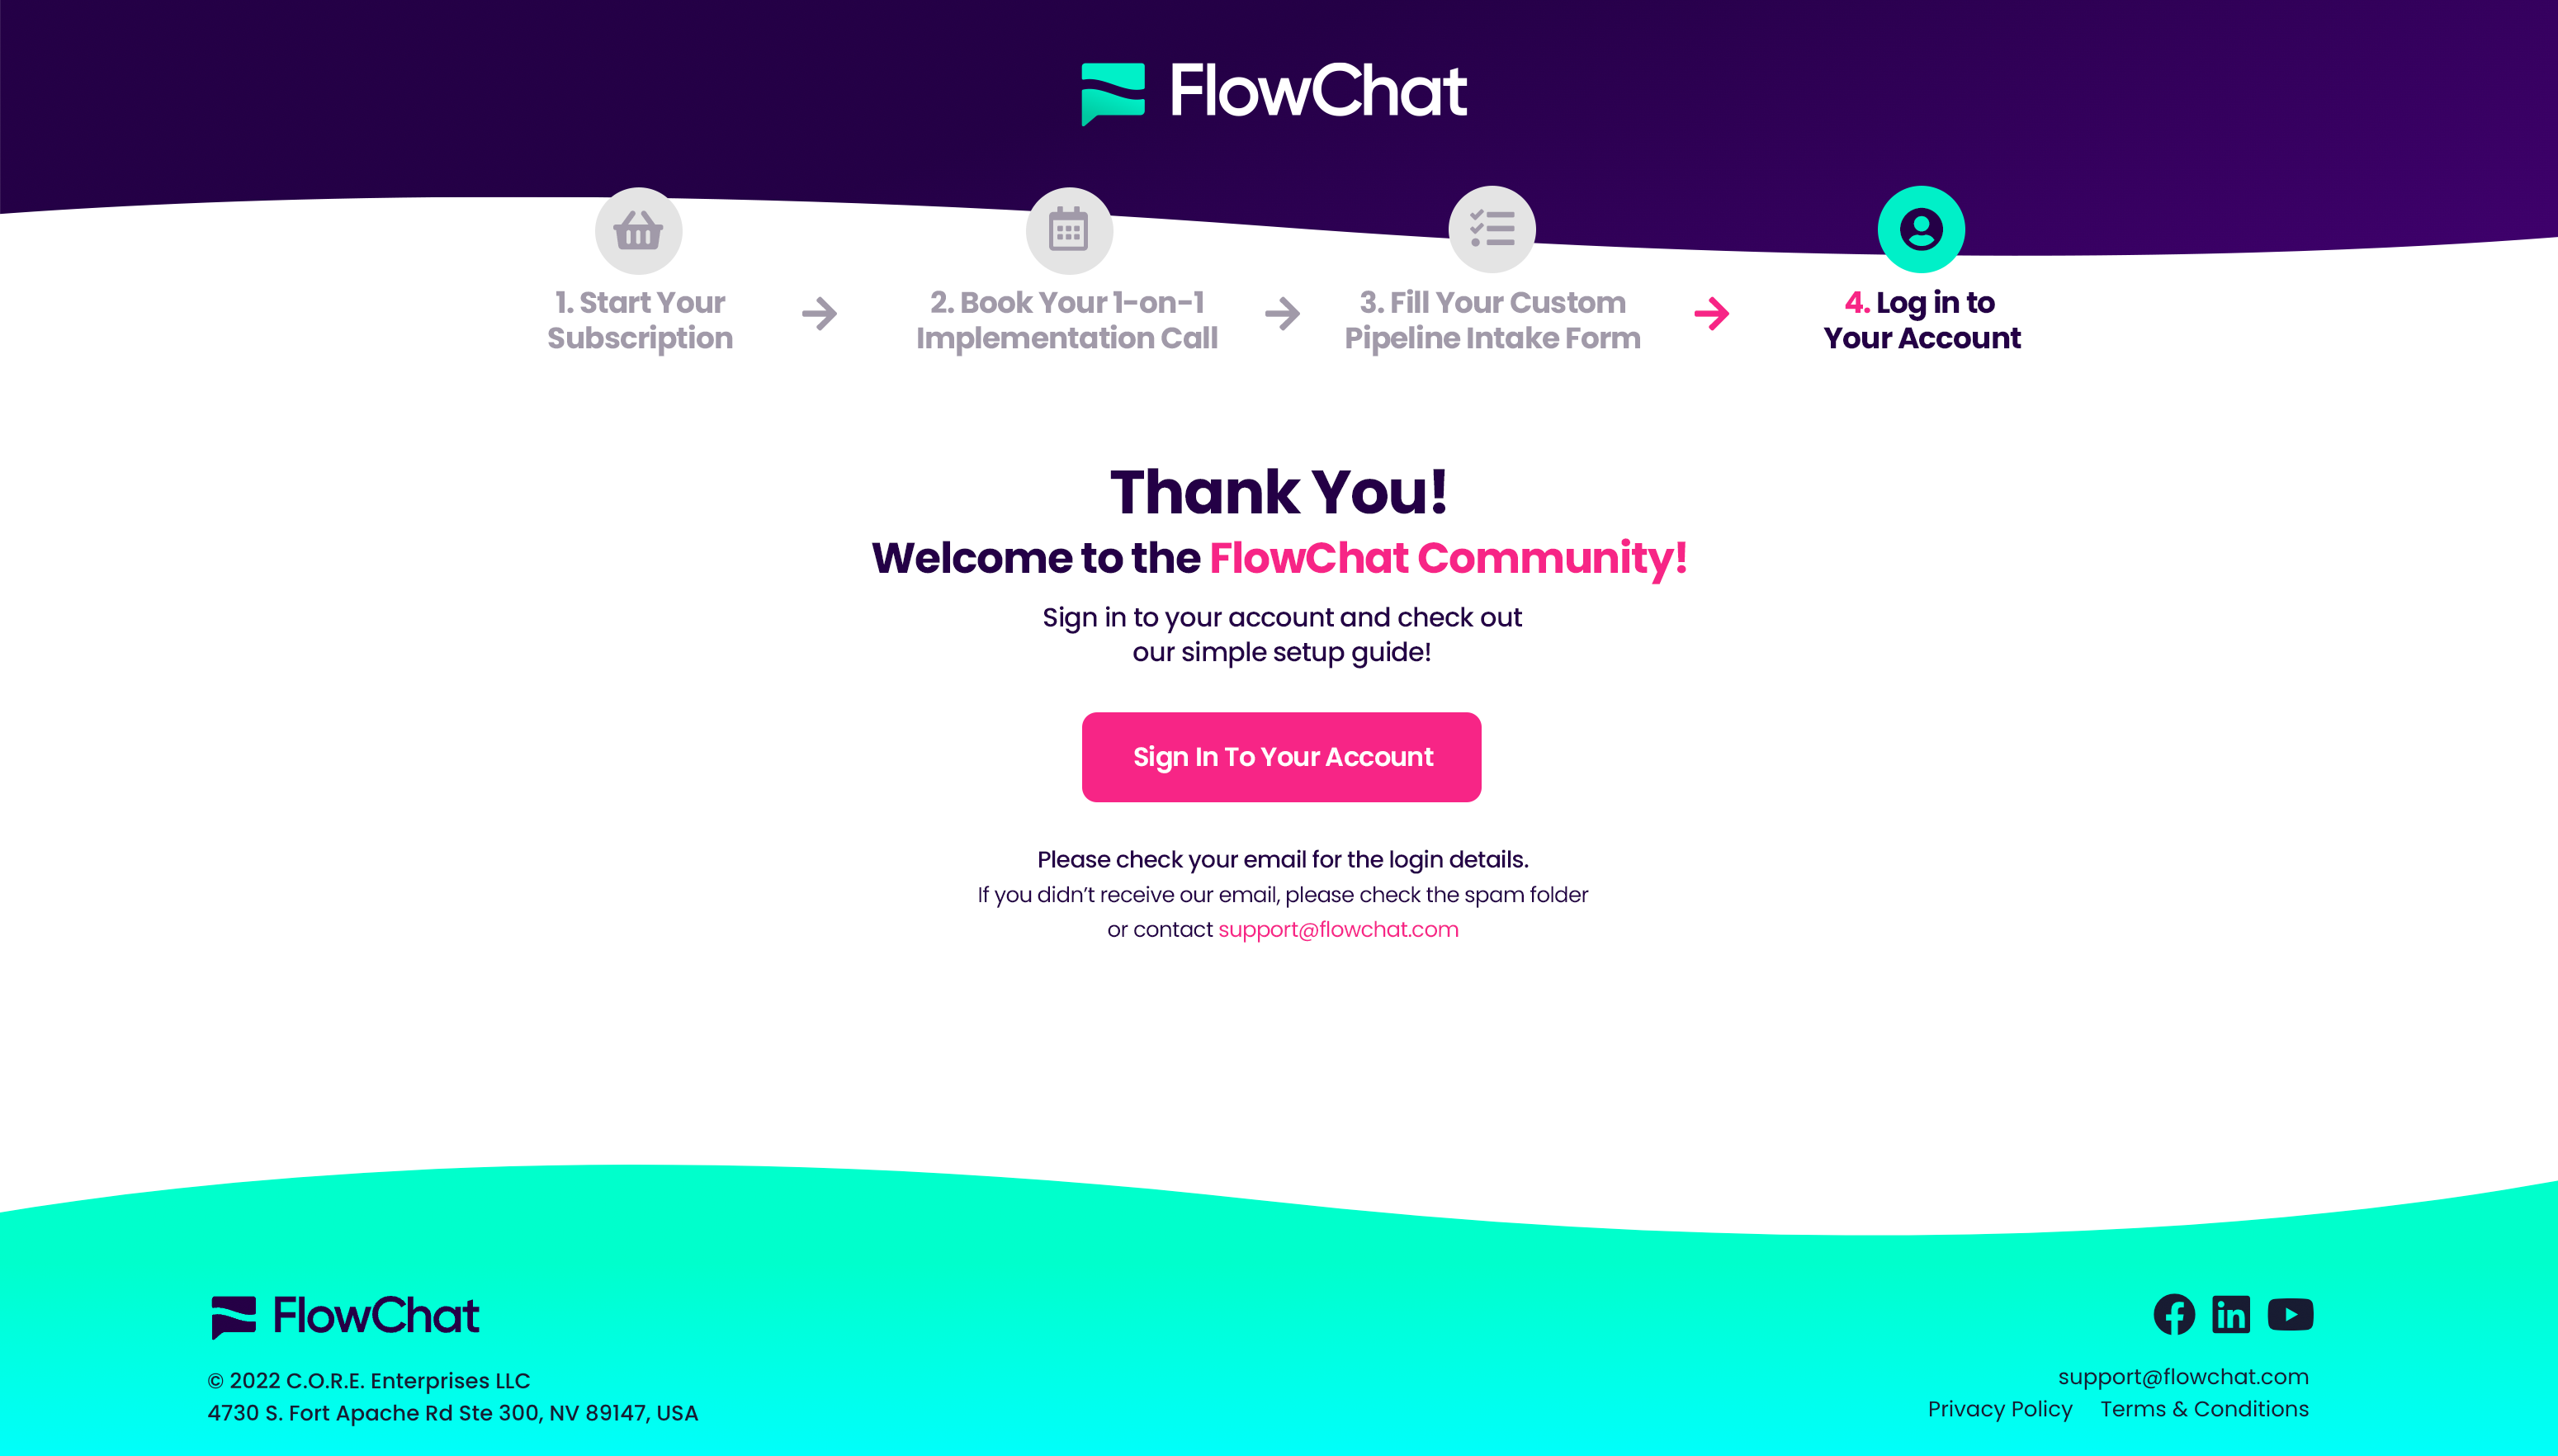 FlowChat
1. Start Your
Subscription
2. Book Your 1-on-1
Implementation Call
3. Fill Your Custom
Pipeline Intake Form
4. Log in to
Your Account
Thank You!
Welcome to the FlowChat Community!
Sign in to your account and check out
our simple setup guide!
Sign In To Your Account
Please check your email for the login details.
If you didn’t receive our email, please check the spam folder
or contact support@flowchat.com
FlowChat
© 2022 C.O.R.E. Enterprises LLC
4730 S. Fort Apache Rd Ste 300, NV 89147, USA
in
support@flowchat.com
Privacy Policy Terms & Conditions